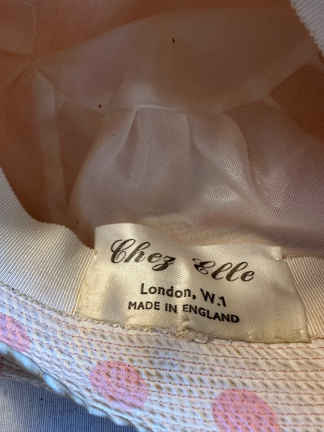 Chez Elle
London, W.1
MADE IN ENGLAND